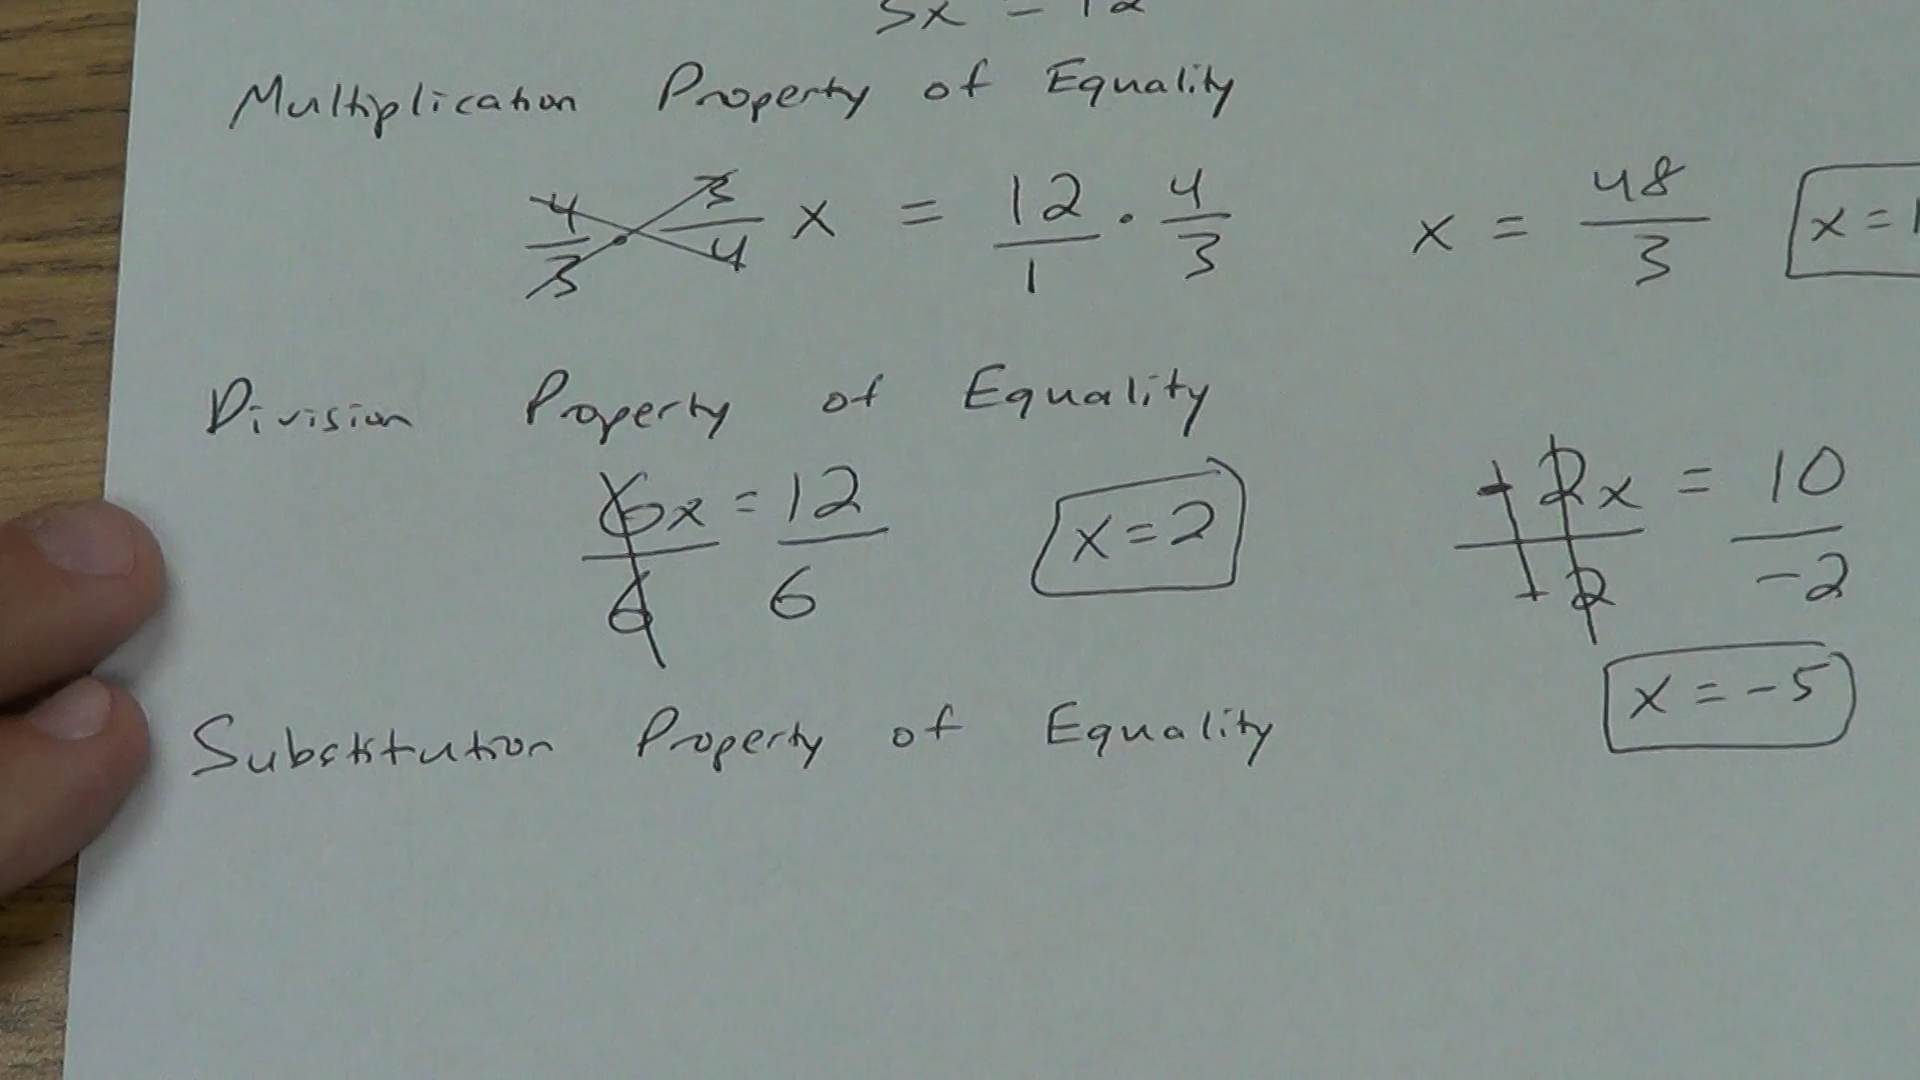 Multiplication Property of Equality
4/3 · 3/4 x = 12/1 · 4/3 x = 48/3 x = 1
Division Property of Equality
6x = 12 x = 2 -2x = 10
6 6 -2 -2
x = -5
Substitution Property of Equality